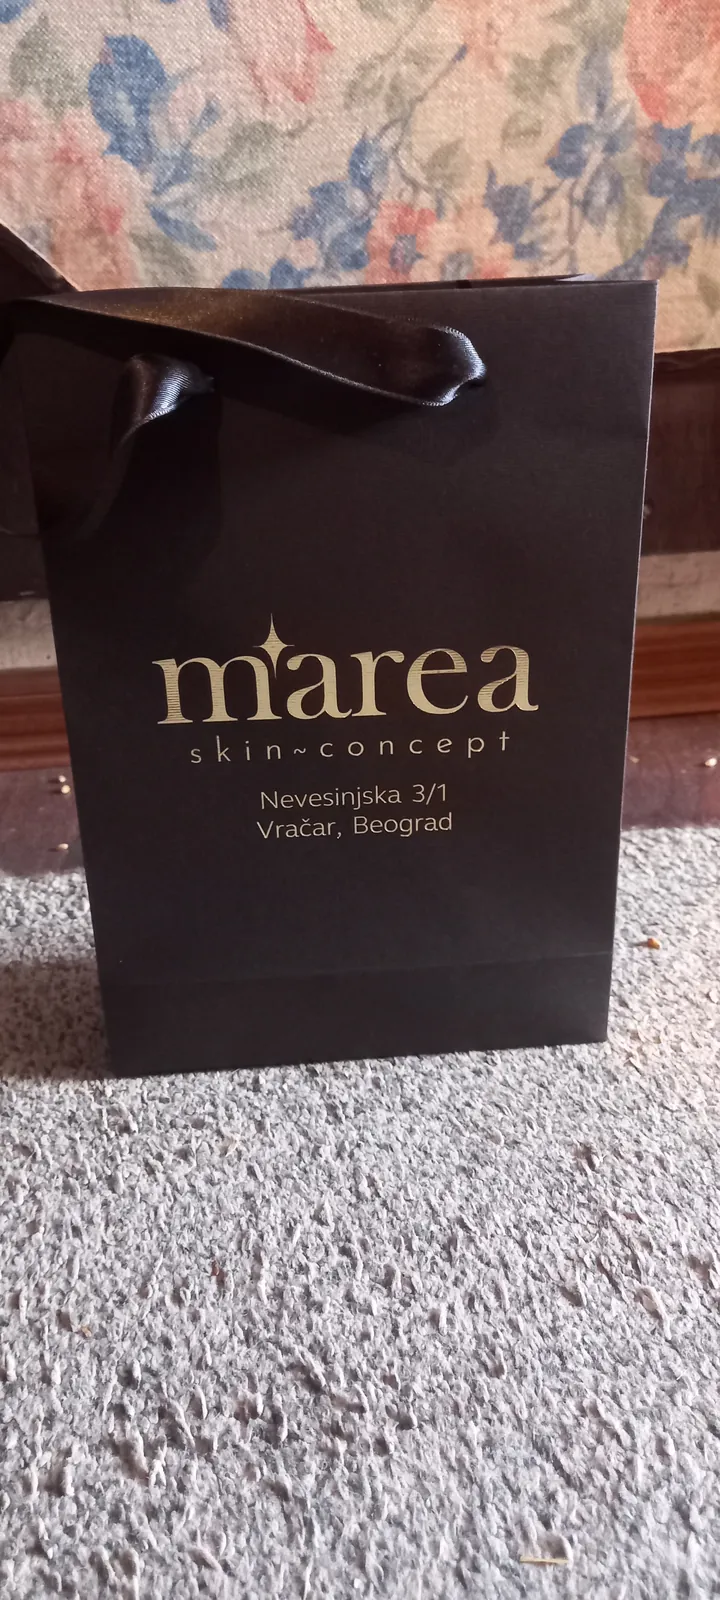 marea
skin~concept
Nevesinjska 3/1
Vračar, Beograd